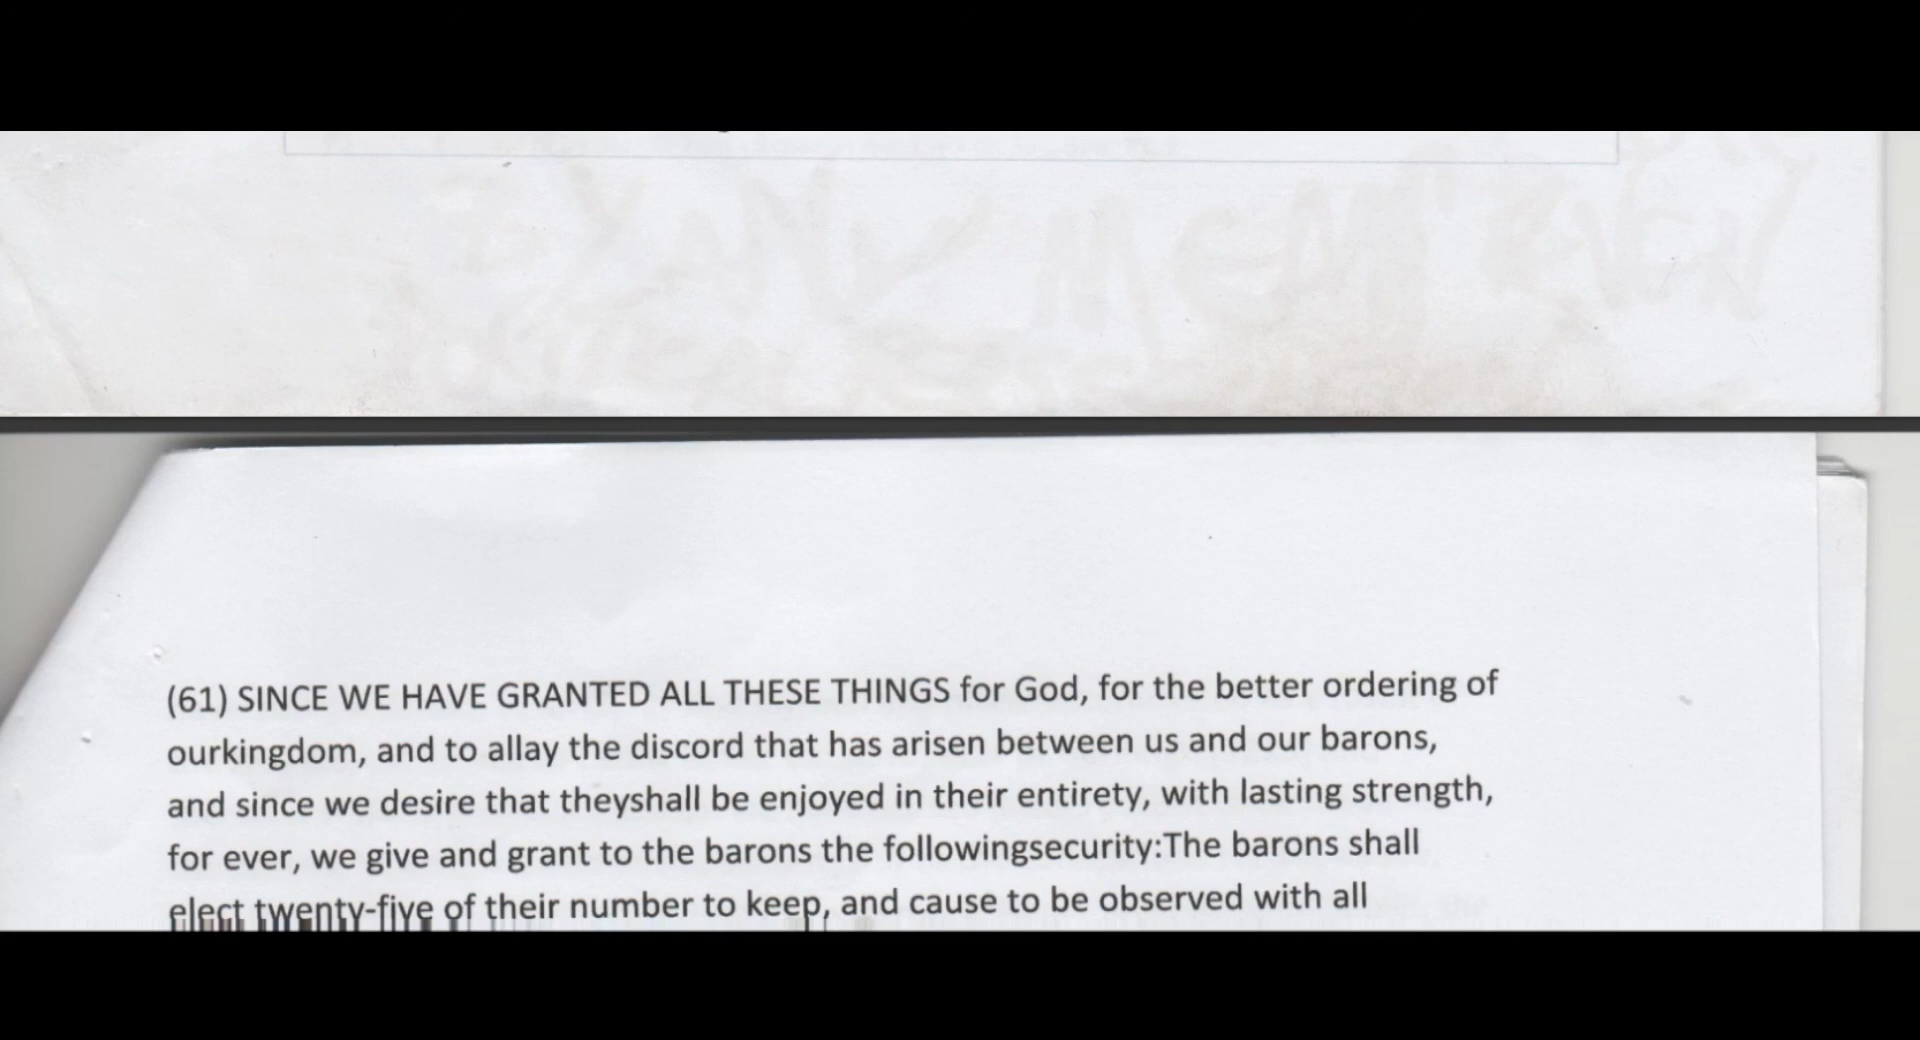 (61) SINCE WE HAVE GRANTED ALL THESE THINGS for God, for the better ordering of
ourkingdom, and to allay the discord that has arisen between us and our barons,
and since we desire that theyshall be enjoyed in their entirety, with lasting strength,
for ever, we give and grant to the barons the followingsecurity:The barons shall
elect twenty-five of their number to keep, and cause to be observed with all